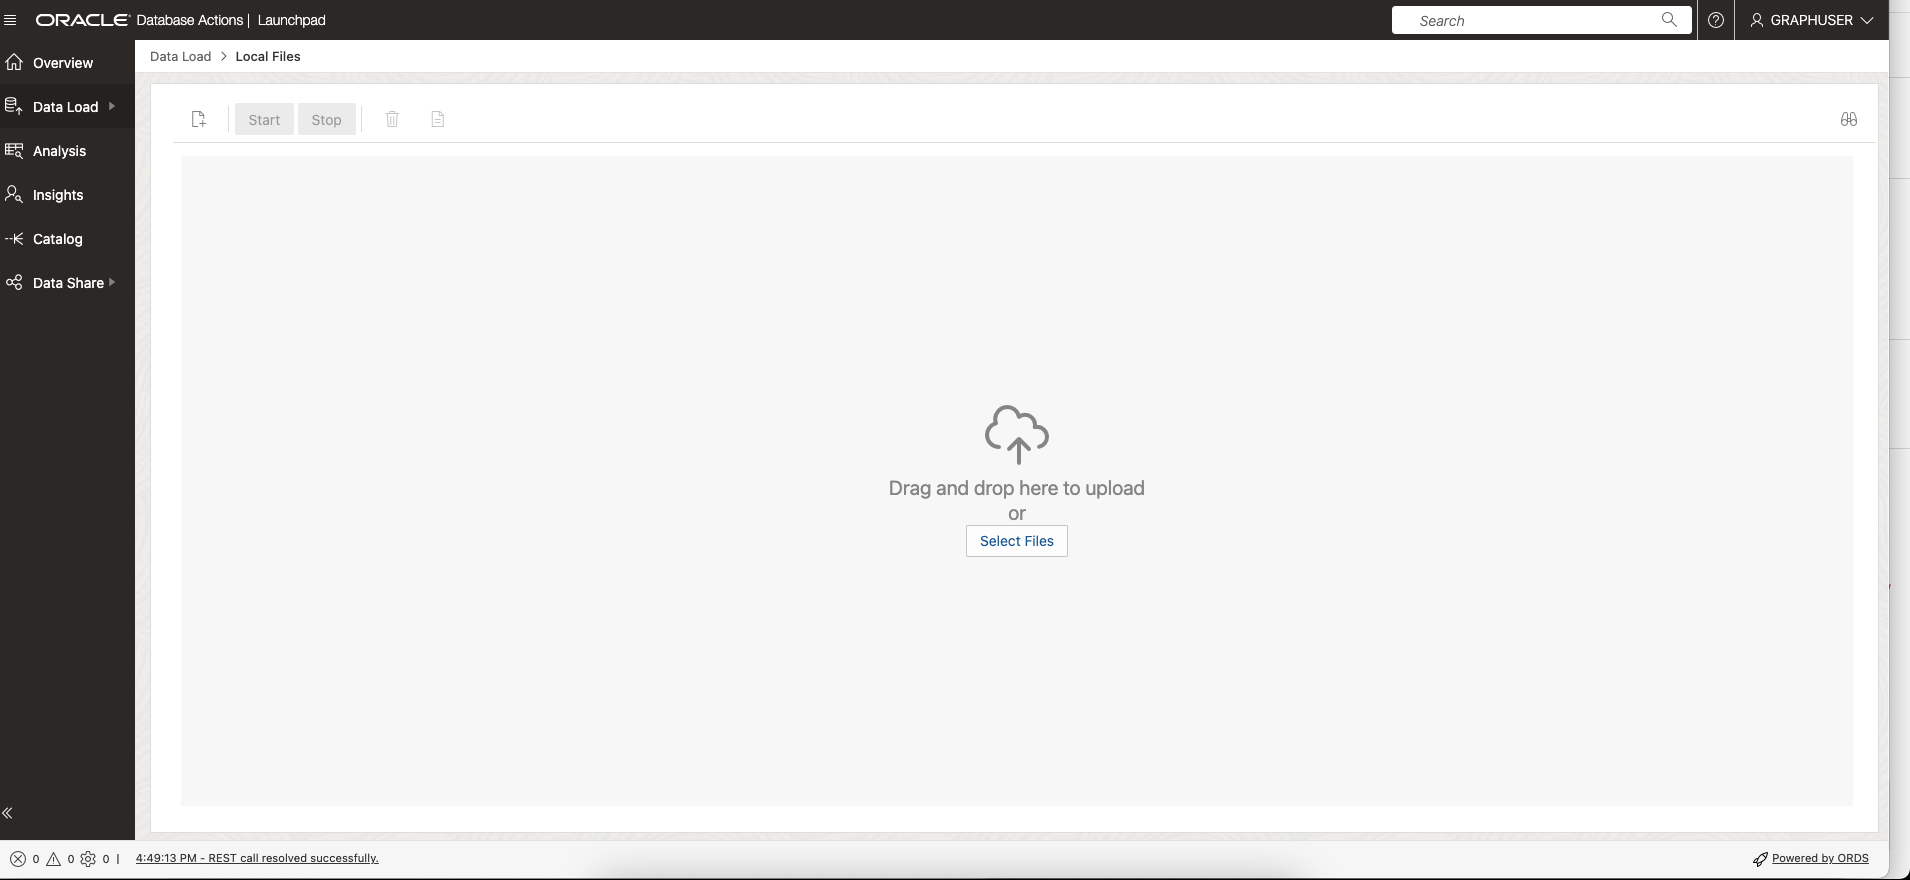 ORACLE Database Actions | Launchpad
Search
GRAPHUSER
Overview
Data Load
Analysis
Insights
Catalog
Data Share
Data Load > Local Files
Start
Stop
Drag and drop here to upload
or
Select Files
0 0 0 | 4:49:13 PM - REST call resolved successfully.
Powered by ORDS